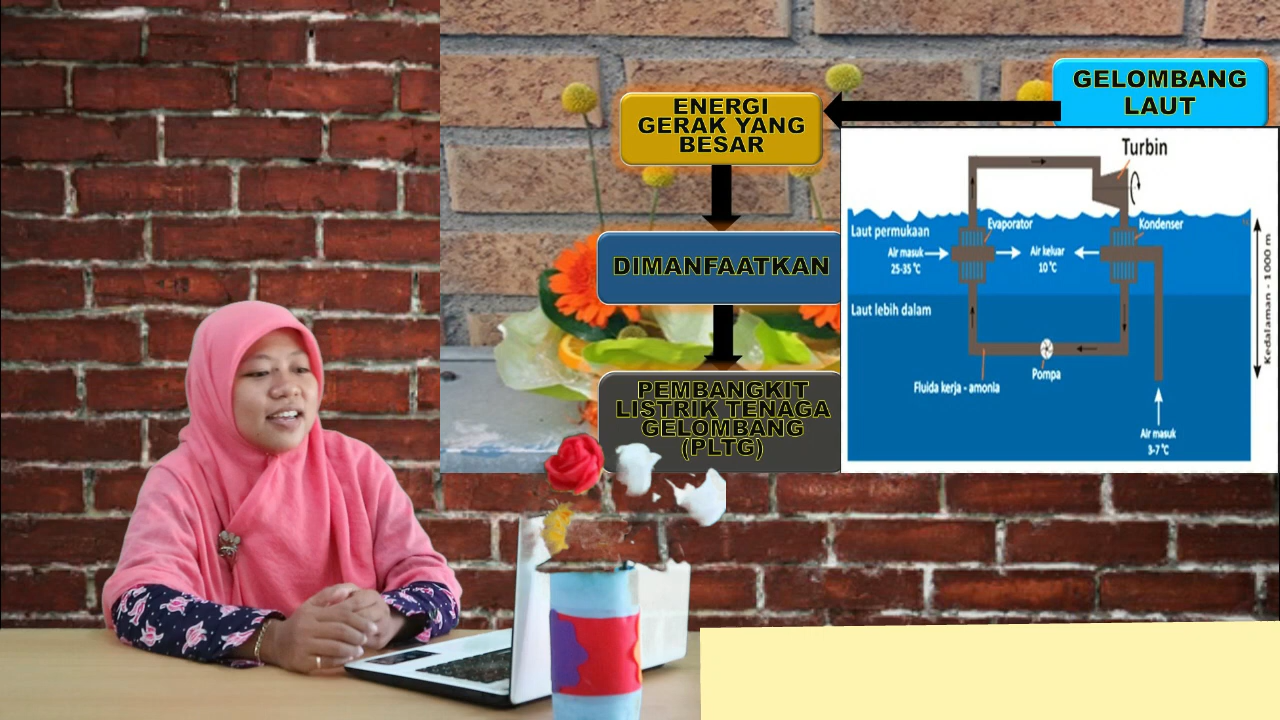 GELOMBANG
LAUT
ENERGI
GERAK YANG
BESAR
DIMANFAATKAN
PEMBANGKIT
LISTRIK TENAGA
GELOMBANG
(PLTG)
Turbin
Evaporator
Kondenser
Laut permukaan
Air masuk
25-35 °C
Air keluar
10 °C
Laut lebih dalam
Pompa
Fluida kerja - amonia
Air masuk
3-7 °C
Kedalaman - 1000 m